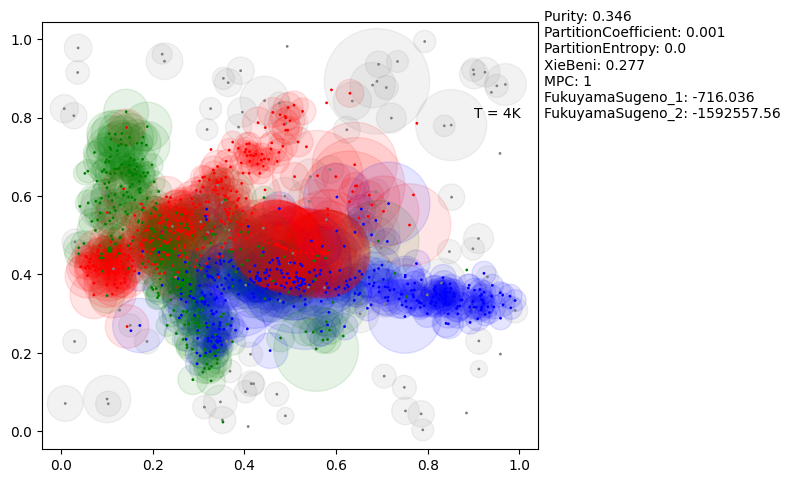 Purity: 0.346
PartitionCoefficient: 0.001
PartitionEntropy: 0.0
XieBeni: 0.277
MPC: 1
FukuyamaSugeno_1: -716.036
FukuyamaSugeno_2: -1592557.56
T = 4K
1.0
0.8
0.6
0.4
0.2
0.0
0.0 0.2 0.4 0.6 0.8 1.0